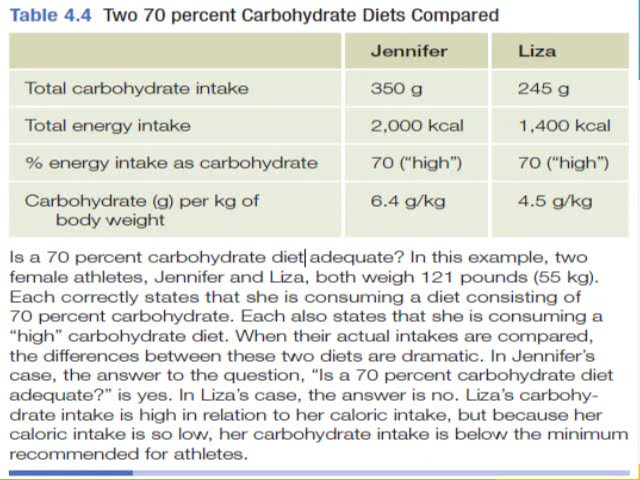 Table 4.4 Two 70 percent Carbohydrate Diets Compared
Jennifer Liza
Total carbohydrate intake 350 g 245 g
Total energy intake 2,000 kcal 1,400 kcal
% energy intake as carbohydrate 70 (“high”) 70 (“high”)
Carbohydrate (g) per kg of 6.4 g/kg 4.5 g/kg
body weight
Is a 70 percent carbohydrate diet adequate? In this example, two
female athletes, Jennifer and Liza, both weigh 121 pounds (55 kg).
Each correctly states that she is consuming a diet consisting of
70 percent carbohydrate. Each also states that she is consuming a
“high” carbohydrate diet. When their actual intakes are compared,
the differences between these two diets are dramatic. In Jennifer’s
case, the answer to the question, “Is a 70 percent carbohydrate diet
adequate?” is yes. In Liza’s case, the answer is no. Liza’s carbohy-
drate intake is high in relation to her caloric intake, but because her
caloric intake is so low, her carbohydrate intake is below the minimum
recommended for athletes.